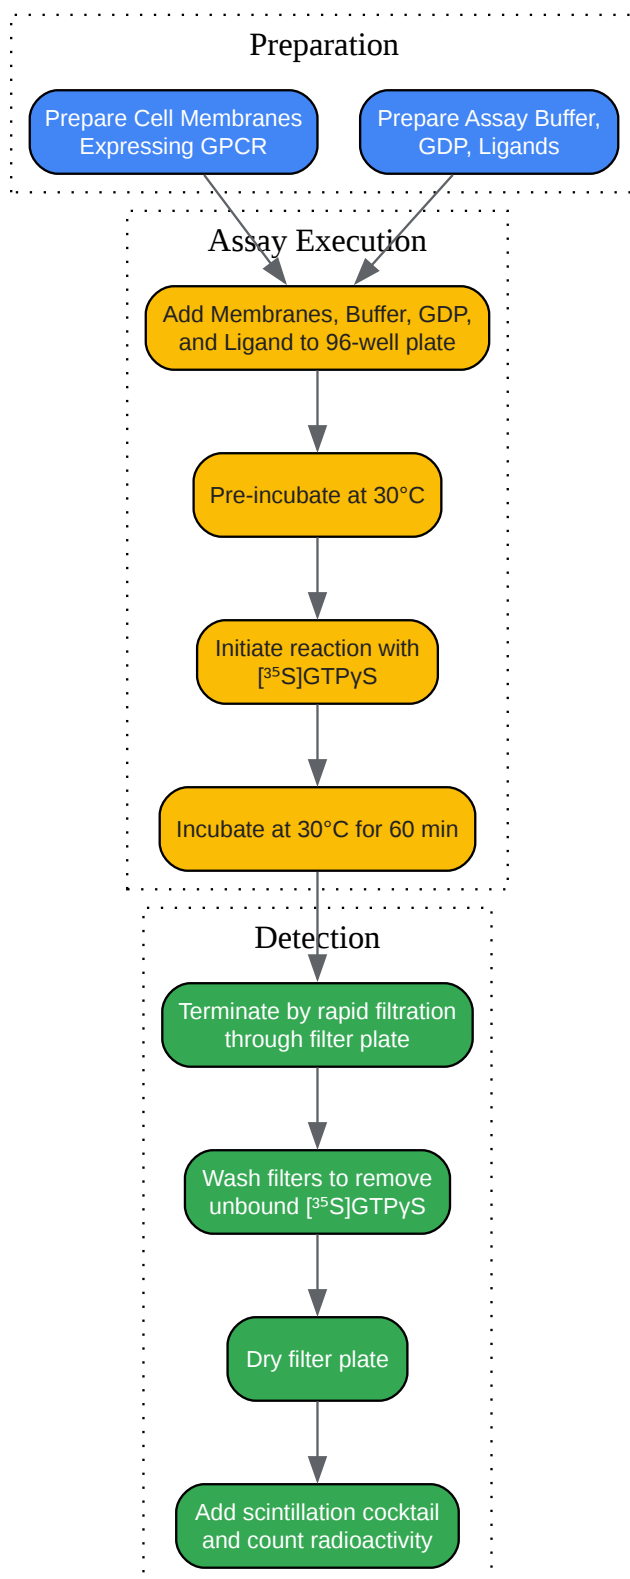 Preparation
Prepare Cell Membranes
Expressing GPCR
Prepare Assay Buffer,
GDP, Ligands
Assay Execution
Add Membranes, Buffer, GDP,
and Ligand to 96-well plate
Pre-incubate at 30°C
Initiate reaction with
[³⁵S]GTPγS
Incubate at 30°C for 60 min
Detection
Terminate by rapid filtration
through filter plate
Wash filters to remove
unbound [³⁵S]GTPγS
Dry filter plate
Add scintillation cocktail
and count radioactivity